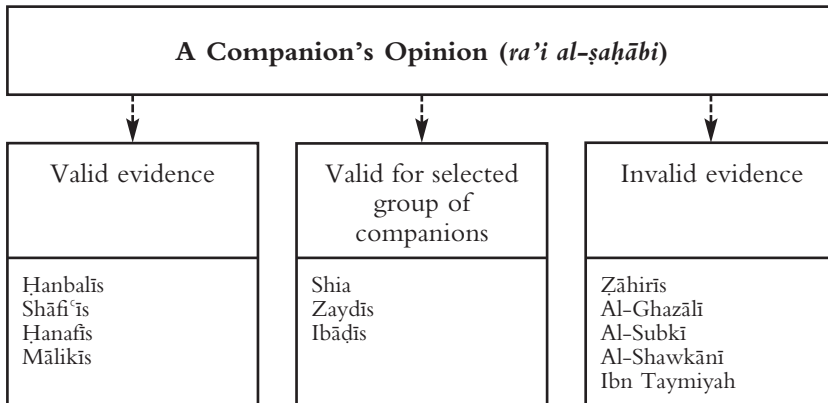 A Companion’s Opinion (ra’i al-ṣaḥābi)
Valid evidence
Ḥanbalīs
Shāfiʿīs
Ḥanafīs
Mālikīs
Valid for selected
group of
companions
Shia
Zaydīs
Ibāḍīs
Invalid evidence
Ẓāhirīs
Al-Ghazālī
Al-Subkī
Al-Shawkānī
Ibn Taymiyah